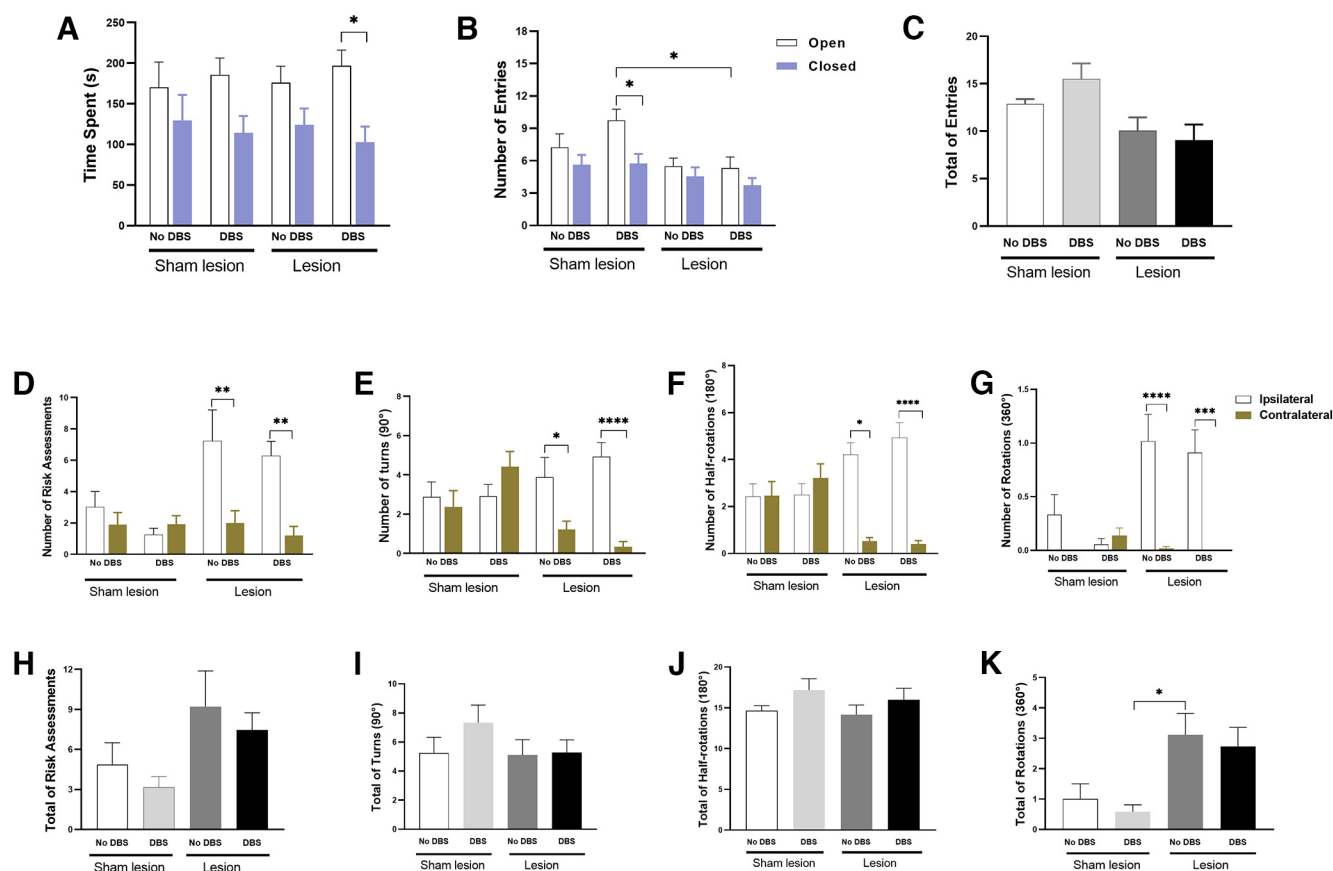 A
Time Spent (s)
250
200
150
100
50
0
*
No DBS DBS No DBS DBS
Sham lesion Lesion
B
Number of Entries
18
15
12
9
6
3
0
*
*
Open
Closed
No DBS DBS No DBS DBS
Sham lesion Lesion
C
Total of Entries
20
15
10
5
0
No DBS DBS No DBS DBS
Sham lesion Lesion
D
Number of Risk Assessments
10
8
6
4
2
0
**
**
No DBS DBS No DBS DBS
Sham lesion Lesion
E
Number of turns (90°)
8
6
4
2
0
*
****
No DBS DBS No DBS DBS
Sham lesion Lesion
F
Number of Half-rotations (180°)
8
6
4
2
0
*
****
No DBS DBS No DBS DBS
Sham lesion Lesion
G
Number of Rotations (360°)
1.5
1.0
0.5
0.0
****
***
Ipsilateral
Contralateral
No DBS DBS No DBS DBS
Sham lesion Lesion
H
Total of Risk Assessments
12
9
6
3
0
No DBS DBS No DBS DBS
Sham lesion Lesion
I
Total of Turns (90°)
10
8
6
4
2
0
No DBS DBS No DBS DBS
Sham lesion Lesion
J
Total of Half-rotations (180°)
20
15
10
5
0
No DBS DBS No DBS DBS
Sham lesion Lesion
K
Total of Rotations (360°)
5
4
3
2
1
0
*
No DBS DBS No DBS DBS
Sham lesion Lesion